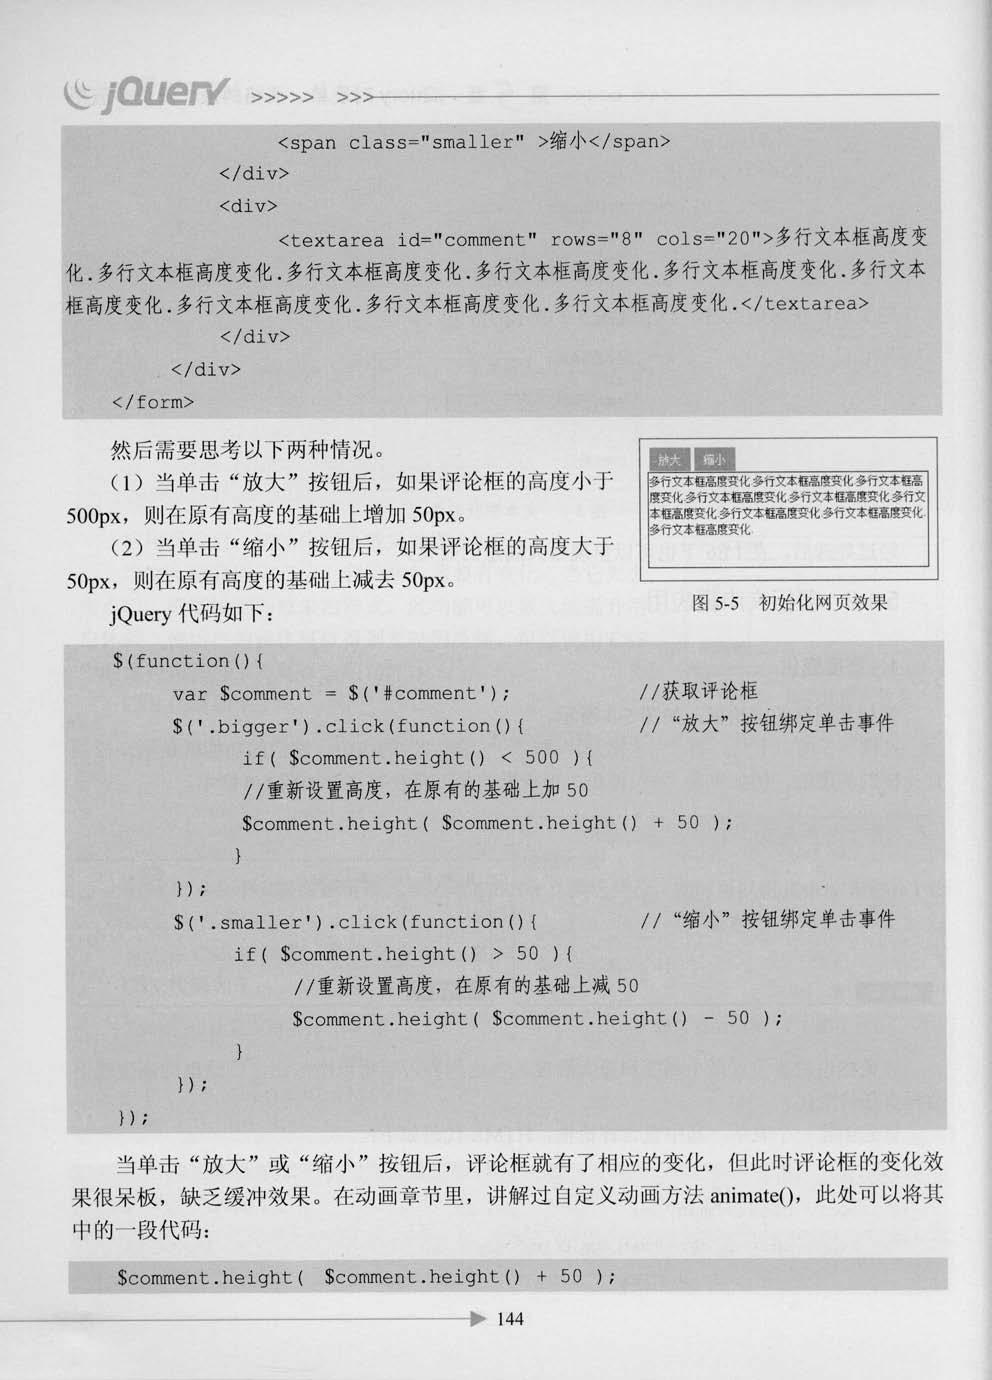 jQuery >>>>> >>>
<span class="smaller" >缩小</span>
</div>
<div>
<textarea id="comment" rows="8" cols="20">多行文本框高度变
化.多行文本框高度变化.多行文本框高度变化.多行文本框高度变化.多行文本框高度变化.多行文本
框高度变化.多行文本框高度变化.多行文本框高度变化.多行文本框高度变化.</textarea>
</div>
</div>
</form>
然后需要思考以下两种情况。
（1）当单击“放大”按钮后，如果评论框的高度小于
500px，则在原有高度的基础上增加 50px。
（2）当单击“缩小”按钮后，如果评论框的高度大于
50px，则在原有高度的基础上减去 50px。
jQuery 代码如下：
放大 缩小
多行文本框高度变化.多行文本框高度变化.多行文本框高
度变化.多行文本框高度变化.多行文本框高度变化.多行文
本框高度变化.多行文本框高度变化.多行文本框高度变化.
多行文本框高度变化.
图 5-5 初始化网页效果
$(function(){
var $comment = $('#comment'); //获取评论框
$('.bigger').click(function(){ //“放大”按钮绑定单击事件
if( $comment.height() < 500 ){
//重新设置高度，在原有的基础上加 50
$comment.height( $comment.height() + 50 );
}
});
$('.smaller').click(function(){ //“缩小”按钮绑定单击事件
if( $comment.height() > 50 ){
//重新设置高度，在原有的基础上减 50
$comment.height( $comment.height() - 50 );
}
});
});
当单击“放大”或“缩小”按钮后，评论框就有了相应的变化，但此时评论框的变化效
果很呆板，缺乏缓冲效果。在动画章节里，讲解过自定义动画方法 animate()，此处可以将其
中的一段代码：
$comment.height( $comment.height() + 50 );
144